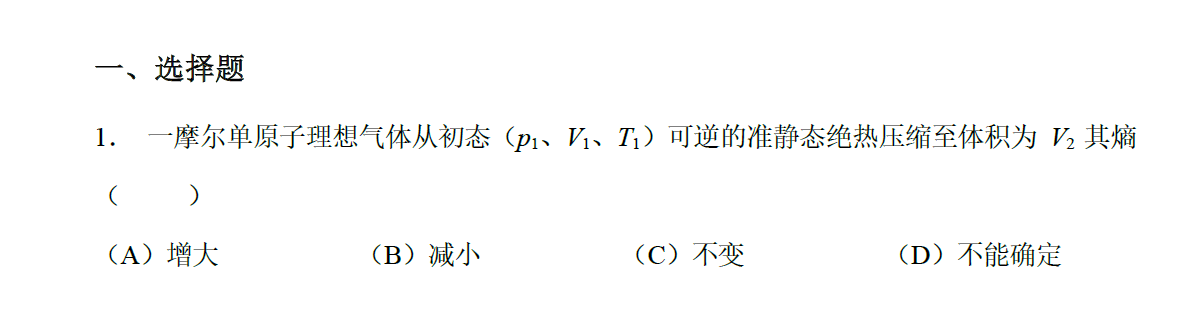 一、选择题
1. 一摩尔单原子理想气体从初态（p₁、V₁、T₁）可逆的准静态绝热压缩至体积为 V₂ 其熵
（ ）
（A）增大 （B）减小 （C）不变 （D）不能确定